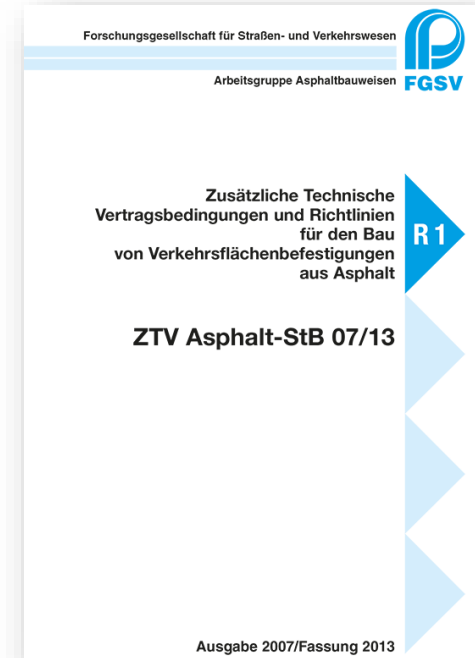 Forschungsgesellschaft für Straßen- und Verkehrswesen
Arbeitsgruppe Asphaltbauweisen
FGSV
Zusätzliche Technische
Vertragsbedingungen und Richtlinien
für den Bau
von Verkehrsflächenbefestigungen
aus Asphalt
R 1
ZTV Asphalt-StB 07/13
Ausgabe 2007/Fassung 2013